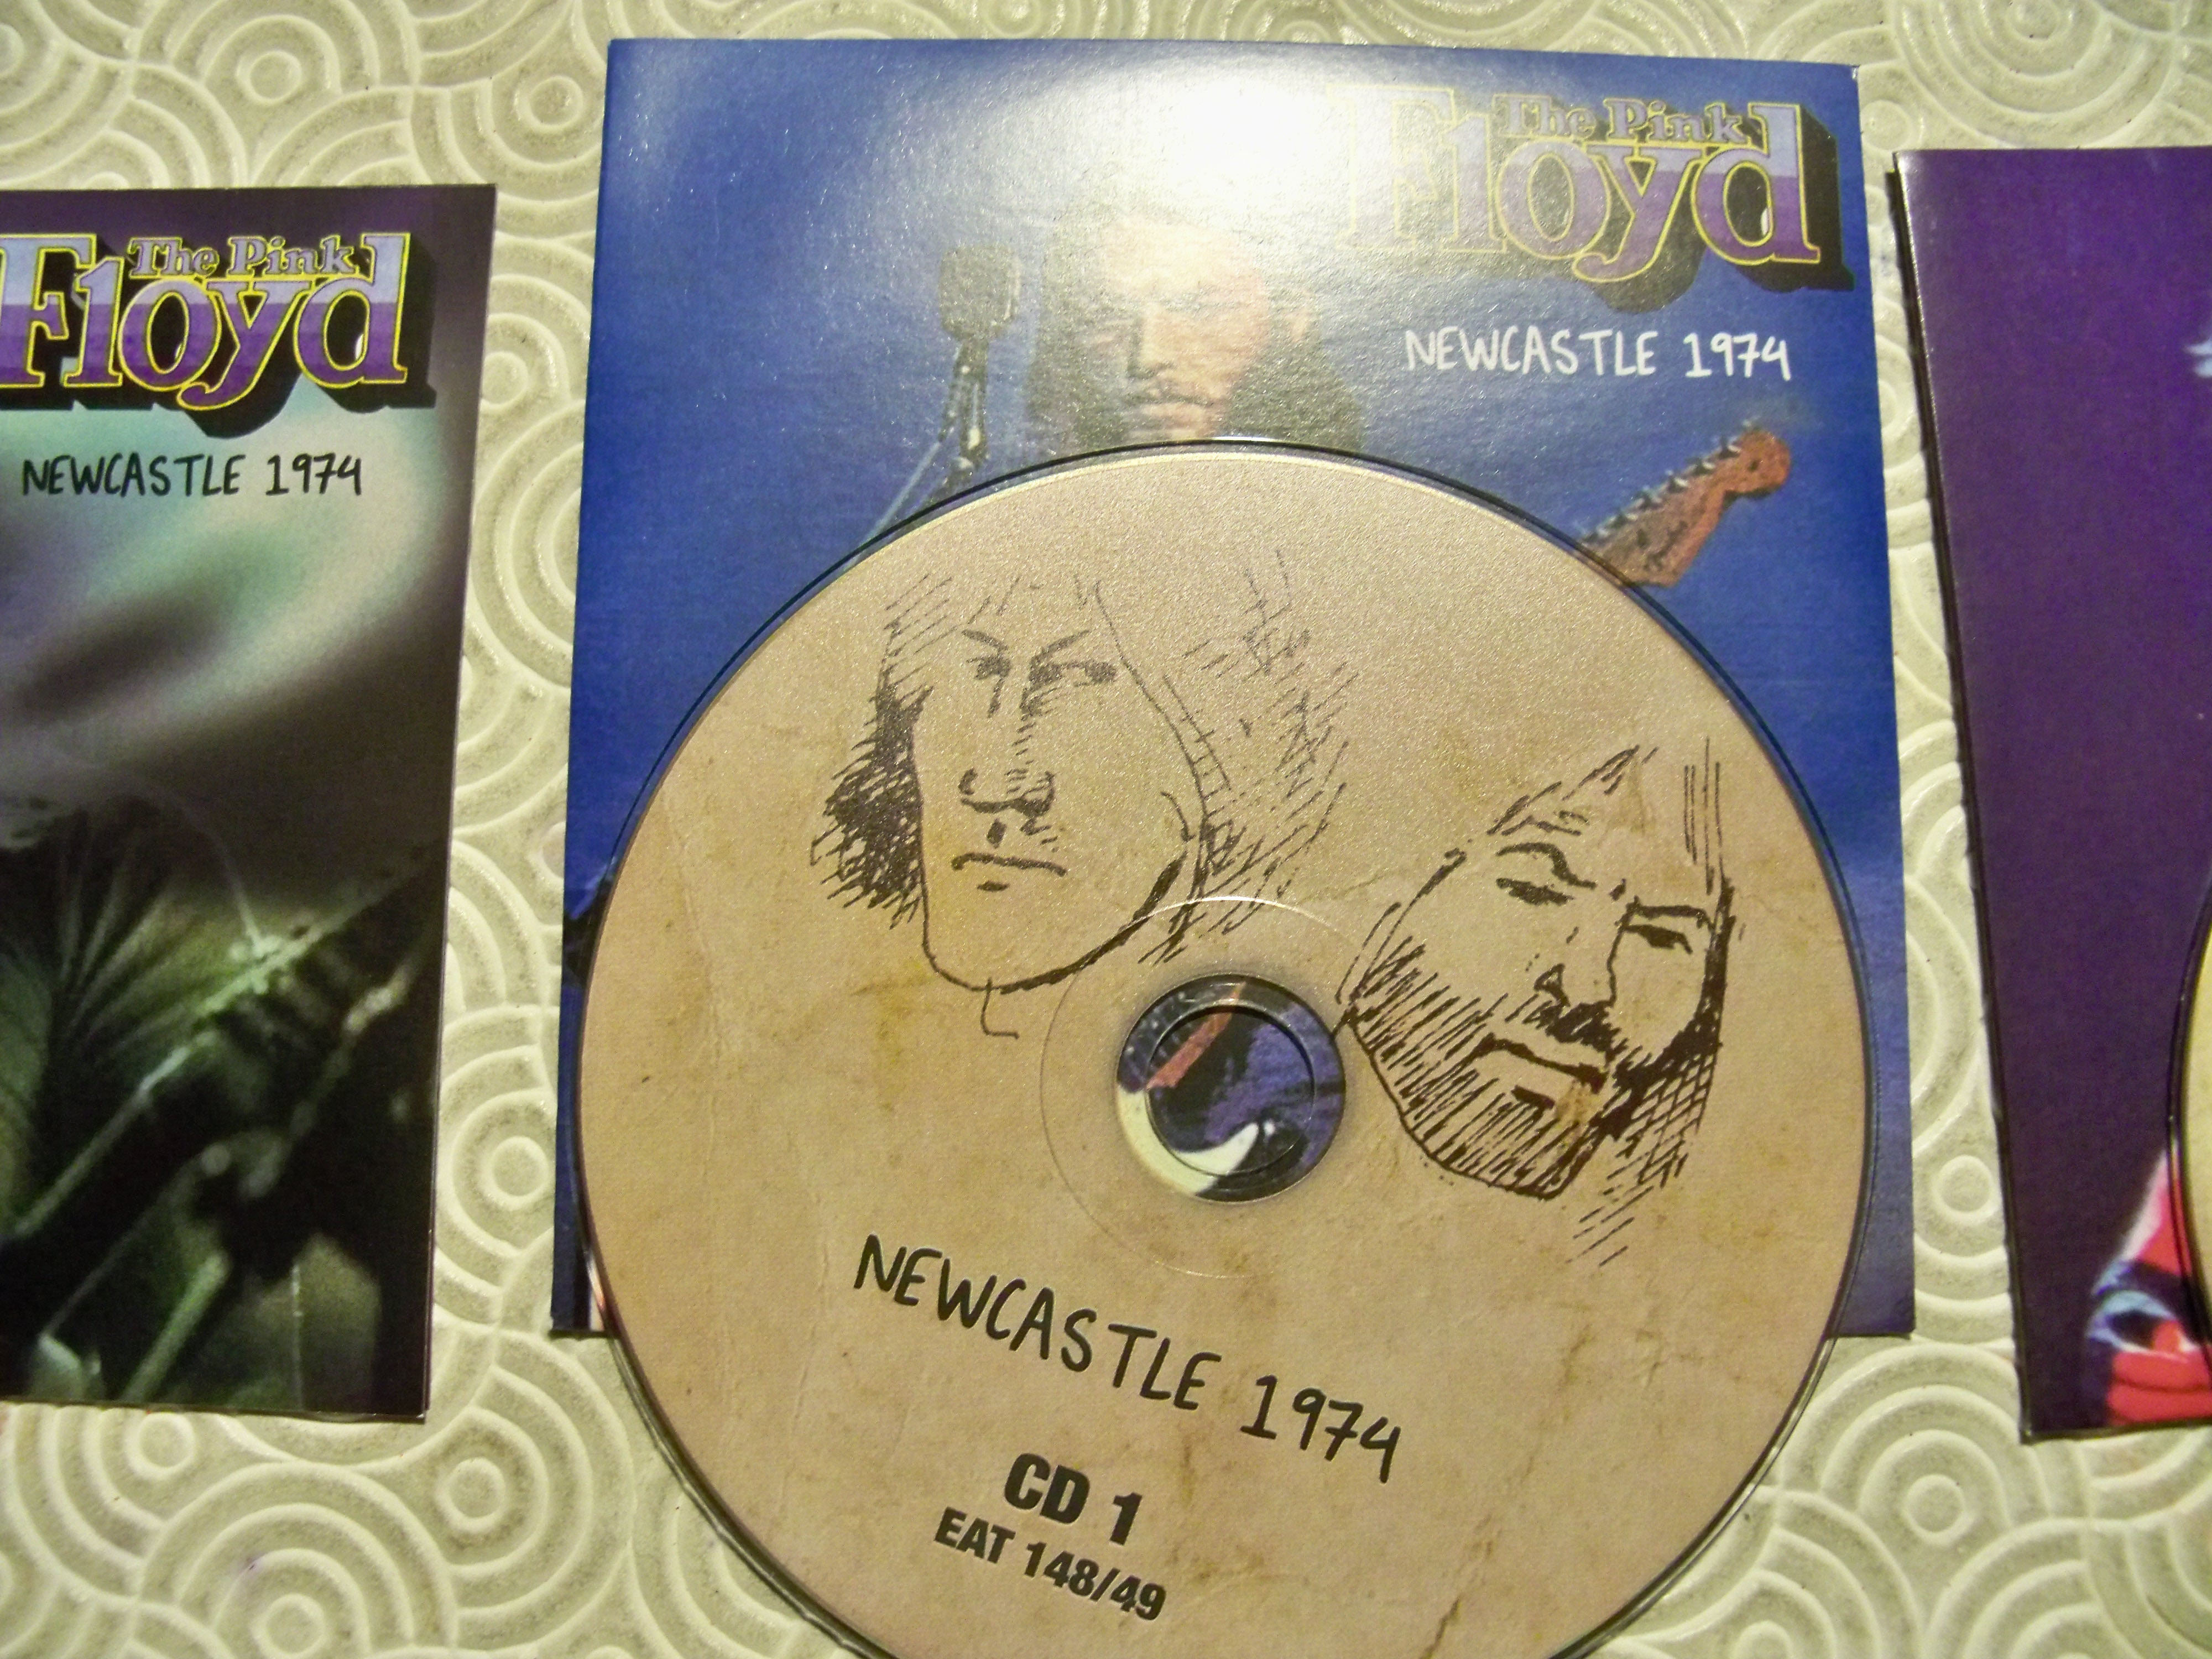 The Pink
Floyd
NEWCASTLE 1974
The Pink
Floyd
NEWCASTLE 1974
NEWCASTLE 1974
CD 1
EAT 148/49